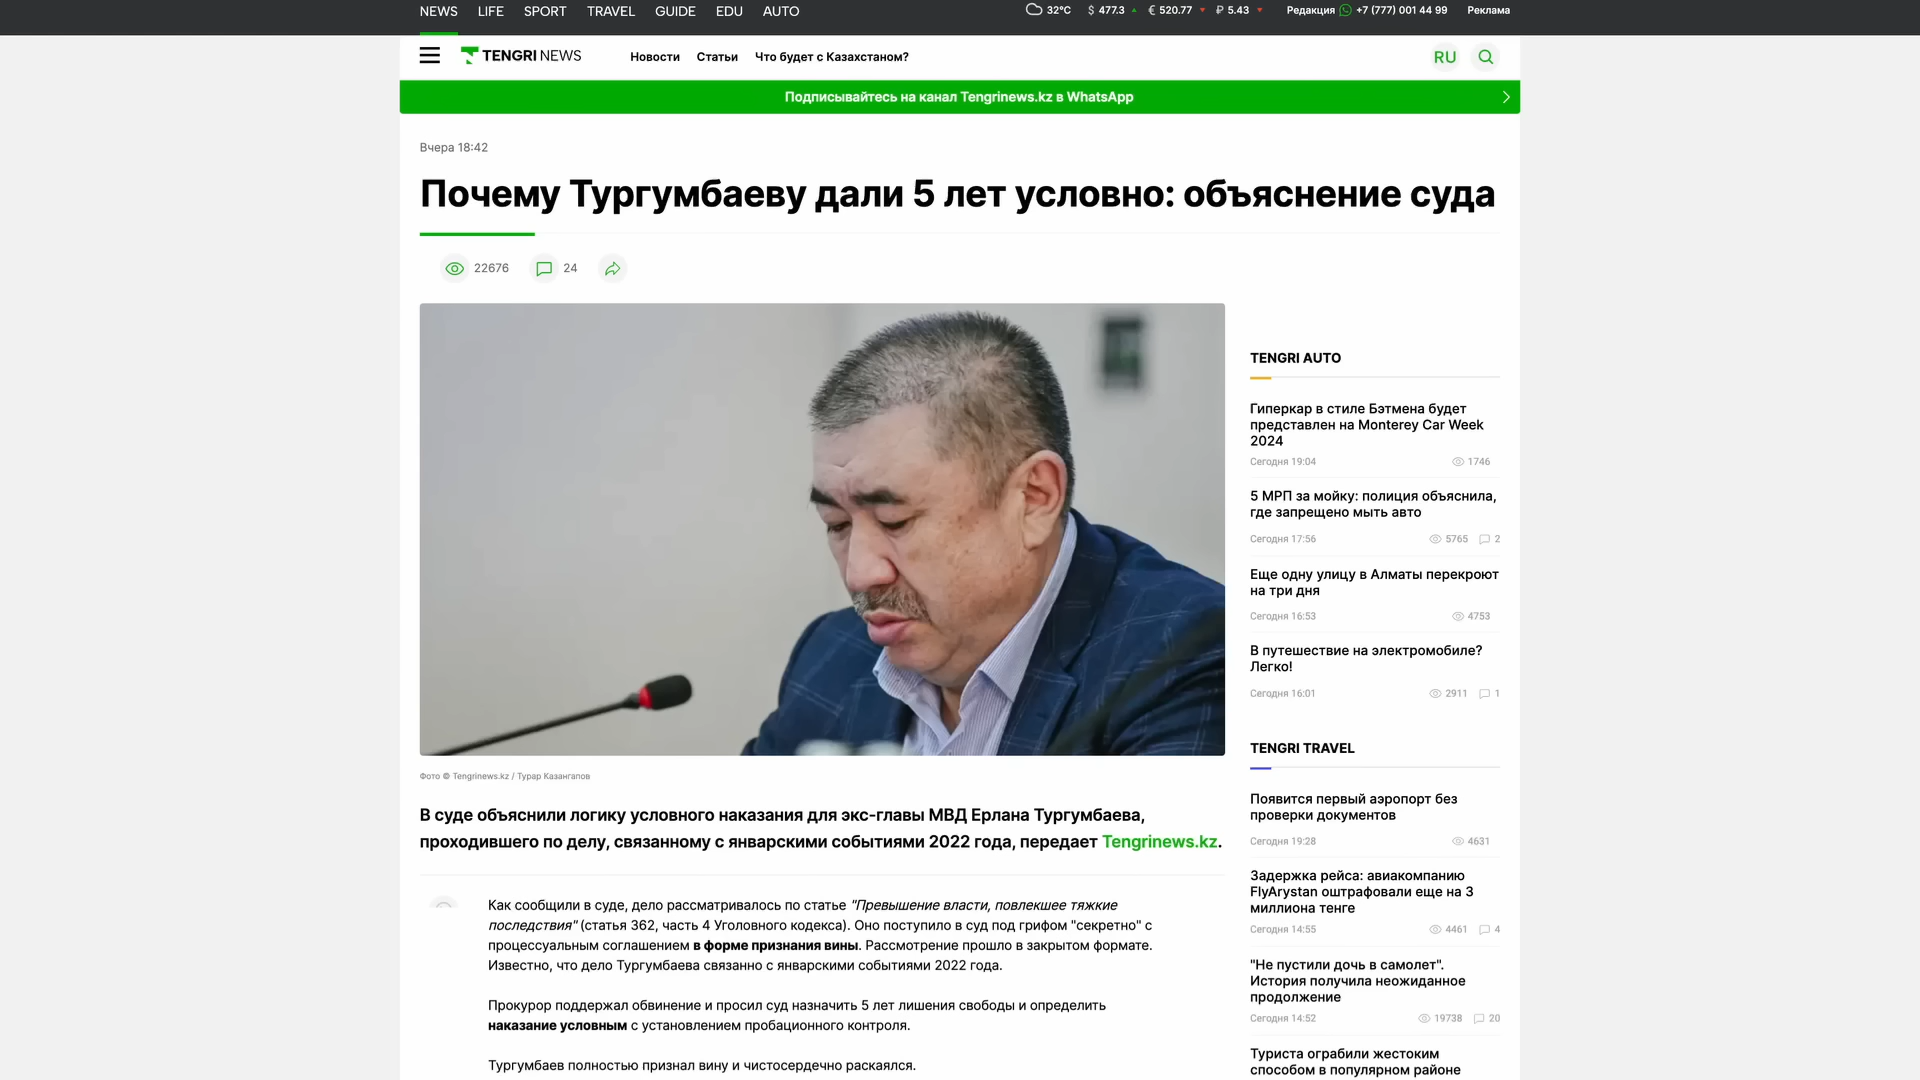 NEWS LIFE SPORT TRAVEL GUIDE EDU AUTO
32°C $ 477.3 € 520.77 ₽ 5.43 Редакция +7 (777) 001 44 99 Реклама
TENGRI NEWS Новости Статьи Что будет с Казахстаном? RU
Подписывайтесь на канал Tengrinews.kz в WhatsApp
Вчера 18:42
Почему Тургумбаеву дали 5 лет условно: объяснение суда
22676 24
Фото © Tengrinews.kz / Турар Казангапов
В суде объяснили логику условного наказания для экс-главы МВД Ерлана Тургумбаева,
проходившего по делу, связанному с январскими событиями 2022 года, передает Tengrinews.kz.
Как сообщили в суде, дело рассматривалось по статье "Превышение власти, повлекшее тяжкие
последствия" (статья 362, часть 4 Уголовного кодекса). Оно поступило в суд под грифом "секретно" с
процессуальным соглашением в форме признания вины. Рассмотрение прошло в закрытом формате.
Известно, что дело Тургумбаева связанно с январскими событиями 2022 года.
Прокурор поддержал обвинение и просил суд назначить 5 лет лишения свободы и определить
наказание условным с установлением пробационного контроля.
Тургумбаев полностью признал вину и чистосердечно раскаялся.
TENGRI AUTO
Гиперкар в стиле Бэтмена будет
представлен на Monterey Car Week
2024
Сегодня 19:04 1746
5 МРП за мойку: полиция объяснила,
где запрещено мыть авто
Сегодня 17:56 5765 2
Еще одну улицу в Алматы перекроют
на три дня
Сегодня 16:53 4753
В путешествие на электромобиле?
Легко!
Сегодня 16:01 2911 1
TENGRI TRAVEL
Появится первый аэропорт без
проверки документов
Сегодня 19:28 4631
Задержка рейса: авиакомпанию
FlyArystan оштрафовали еще на 3
миллиона тенге
Сегодня 14:55 4461 4
"Не пустили дочь в самолет".
История получила неожиданное
продолжение
Сегодня 14:52 19738 20
Туриста ограбили жестоким
способом в популярном районе